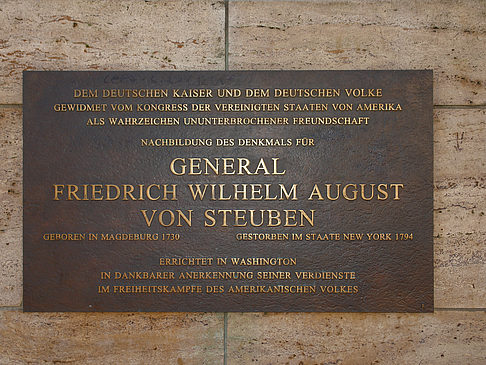 DEM DEUTSCHEN KAISER UND DEM DEUTSCHEN VOLKE
GEWIDMET VOM KONGRESS DER VEREINIGTEN STAATEN VON AMERIKA
ALS WAHRZEICHEN UNUNTERBROCHENER FREUNDSCHAFT
NACHBILDUNG DES DENKMALS FÜR
GENERAL
FRIEDRICH WILHELM AUGUST
VON STEUBEN
GEBOREN IN MAGDEBURG 1730 GESTORBEN IM STAATE NEW YORK 1794
ERRICHTET IN WASHINGTON
IN DANKBARER ANERKENNUNG SEINER VERDIENSTE
IM FREIHEITSKAMPFE DES AMERIKANISCHEN VOLKES